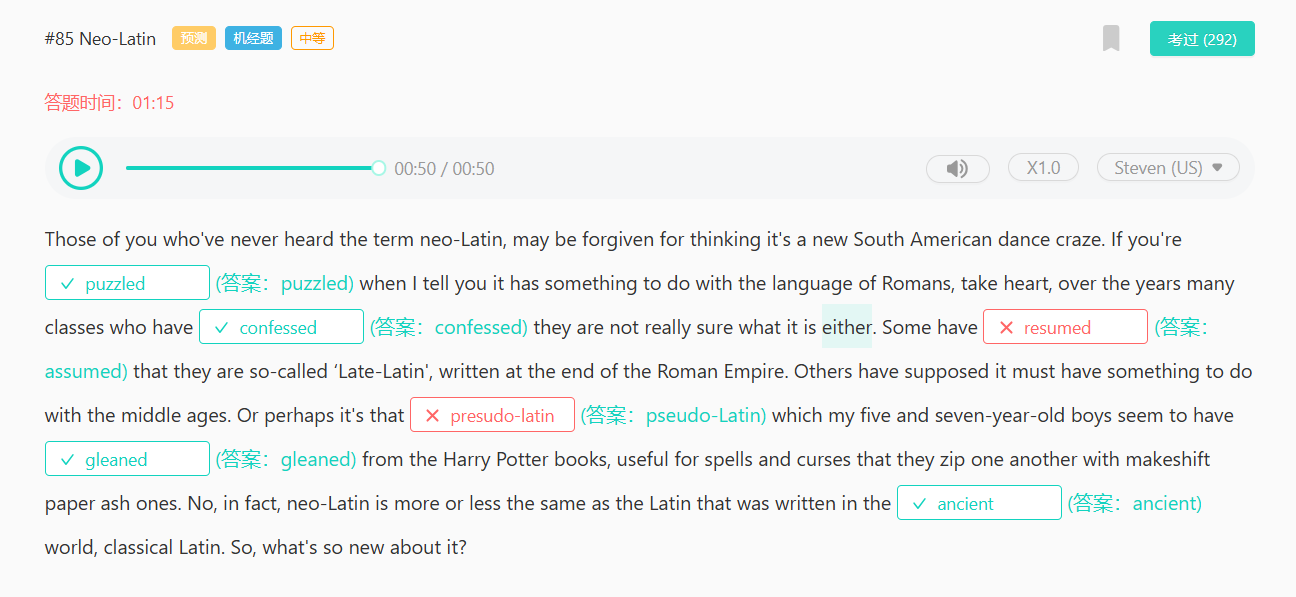 #85 Neo-Latin 预测 机经题 中等 考过 (292)
答题时间：01:15
00:50 / 00:50 X1.0 Steven (US)
Those of you who've never heard the term neo-Latin, may be forgiven for thinking it's a new South American dance craze. If you're
puzzled (答案：puzzled) when I tell you it has something to do with the language of Romans, take heart, over the years many
classes who have confessed (答案：confessed) they are not really sure what it is either. Some have resumed (答案：
assumed) that they are so-called ‘Late-Latin', written at the end of the Roman Empire. Others have supposed it must have something to do
with the middle ages. Or perhaps it's that presudo-latin (答案：pseudo-Latin) which my five and seven-year-old boys seem to have
gleaned (答案：gleaned) from the Harry Potter books, useful for spells and curses that they zip one another with makeshift
paper ash ones. No, in fact, neo-Latin is more or less the same as the Latin that was written in the ancient (答案：ancient)
world, classical Latin. So, what's so new about it?